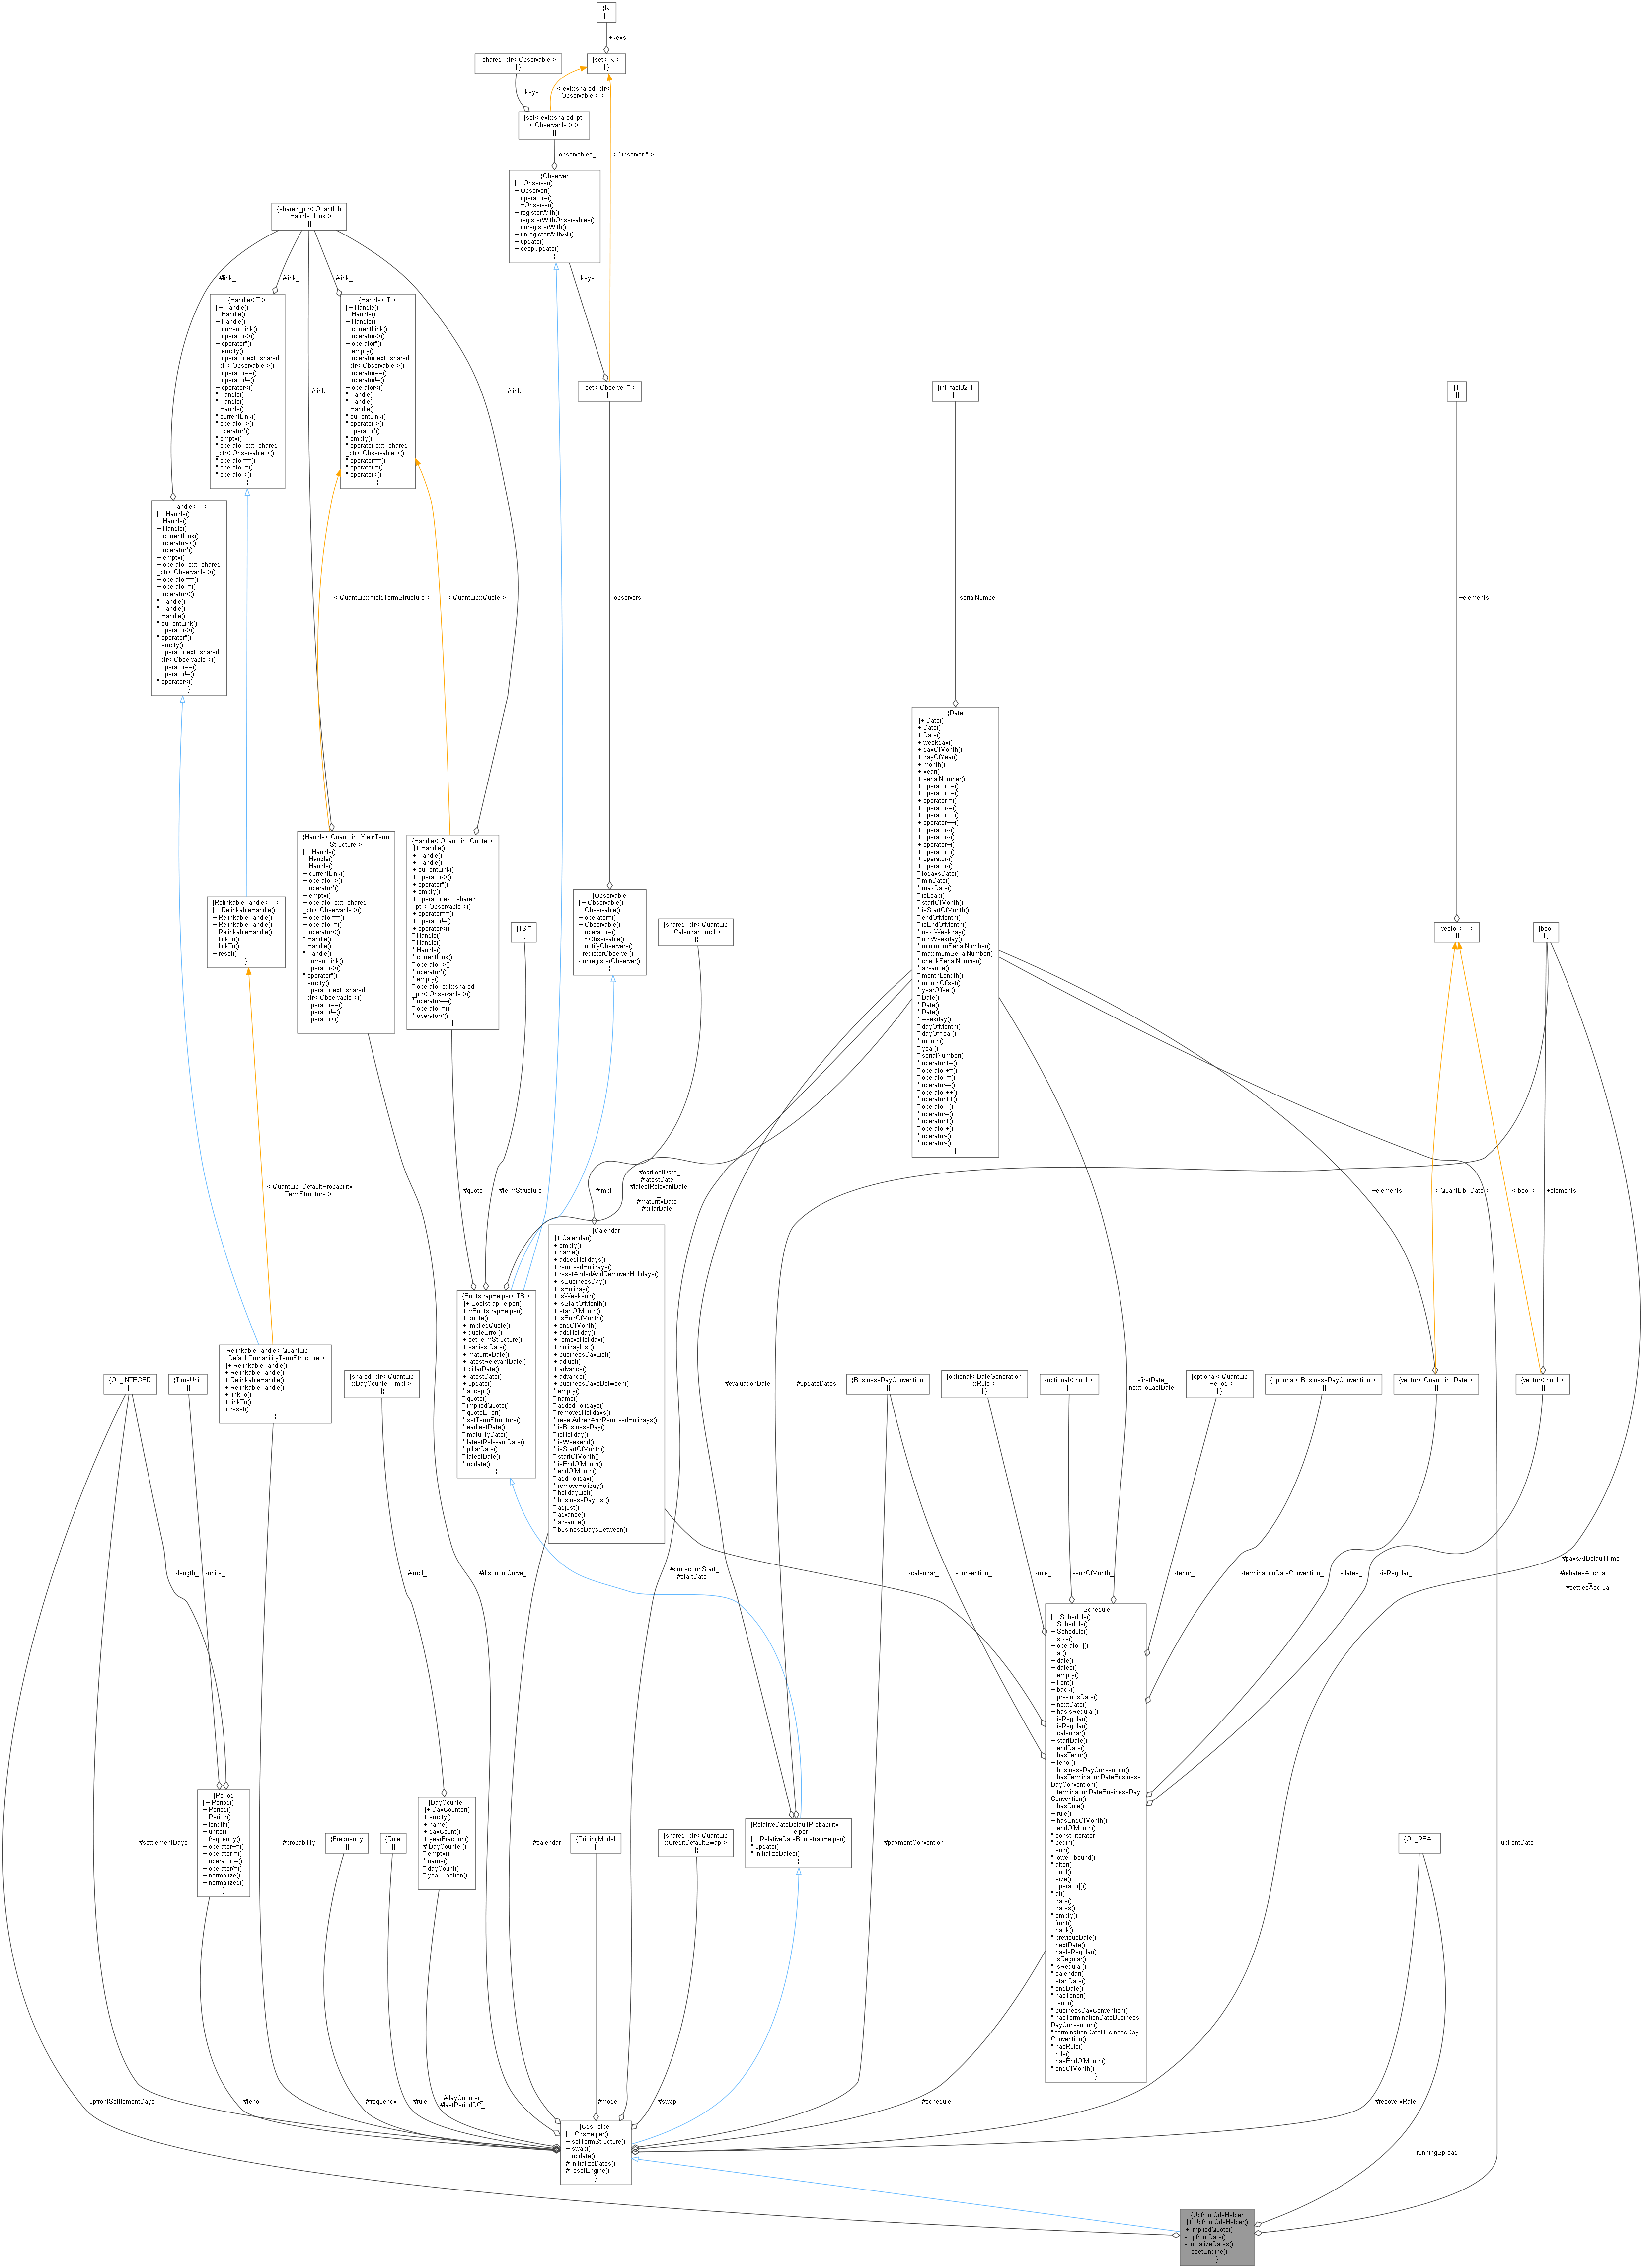 {K
||}
+keys
{shared_ptr< Observable >
||}
{set< K >
||}
+keys
< ext::shared_ptr<
Observable > >
{set< ext::shared_ptr
< Observable > >
||}
-observables_
< Observer * >
{Observer
||+ Observer()
+ Observer()
+ operator=()
+ ~Observer()
+ registerWith()
+ registerWithObservables()
+ unregisterWith()
+ unregisterWithAll()
+ update()
+ deepUpdate()
}
{shared_ptr< QuantLib
::Handle::Link >
||}
#link_
#link_
#link_
+keys
{Handle< T >
||+ Handle()
+ Handle()
+ Handle()
+ currentLink()
+ operator->()
+ operator*()
+ empty()
+ operator ext::shared
_ptr< Observable >()
+ operator==()
+ operator!=()
+ operator<()
* Handle()
* Handle()
* Handle()
* currentLink()
* operator->()
* operator*()
* empty()
* operator ext::shared
_ptr< Observable >()
* operator==()
* operator!=()
* operator<()
}
{Handle< T >
||+ Handle()
+ Handle()
+ Handle()
+ currentLink()
+ operator->()
+ operator*()
+ empty()
+ operator ext::shared
_ptr< Observable >()
+ operator==()
+ operator!=()
+ operator<()
* Handle()
* Handle()
* Handle()
* currentLink()
* operator->()
* operator*()
* empty()
* operator ext::shared
_ptr< Observable >()
* operator==()
* operator!=()
* operator<()
}
#link_
#link_
{set< Observer * >
||}
{int_fast32_t
||}
{T
||}
{Handle< T >
||+ Handle()
+ Handle()
+ Handle()
+ currentLink()
+ operator->()
+ operator*()
+ empty()
+ operator ext::shared
_ptr< Observable >()
+ operator==()
+ operator!=()
+ operator<()
* Handle()
* Handle()
* Handle()
* currentLink()
* operator->()
* operator*()
* empty()
* operator ext::shared
_ptr< Observable >()
* operator==()
* operator!=()
* operator<()
}
< QuantLib::YieldTermStructure >
< QuantLib::Quote >
-observers_
-serialNumber_
+elements
{Date
||+ Date()
+ Date()
+ Date()
+ weekday()
+ dayOfMonth()
+ dayOfYear()
+ month()
+ year()
+ serialNumber()
+ operator+=()
+ operator+=()
+ operator-=()
+ operator-=()
+ operator++()
+ operator++()
+ operator--()
+ operator--()
+ operator+()
+ operator+()
+ operator-()
+ operator-()
* todaysDate()
* minDate()
* maxDate()
* isLeap()
* startOfMonth()
* isStartOfMonth()
* endOfMonth()
* isEndOfMonth()
* nextWeekday()
* nthWeekday()
* minimumSerialNumber()
* maximumSerialNumber()
* checkSerialNumber()
* advance()
* monthLength()
* monthOffset()
* yearOffset()
* Date()
* Date()
* Date()
* weekday()
* dayOfMonth()
* dayOfYear()
* month()
* year()
* serialNumber()
* operator+=()
* operator+=()
* operator-=()
* operator-=()
* operator++()
* operator++()
* operator--()
* operator--()
* operator+()
* operator+()
* operator-()
* operator-()
}
{Handle< QuantLib::YieldTerm
Structure >
||+ Handle()
+ Handle()
+ Handle()
+ currentLink()
+ operator->()
+ operator*()
+ empty()
+ operator ext::shared
_ptr< Observable >()
+ operator==()
+ operator!=()
+ operator<()
* Handle()
* Handle()
* Handle()
* currentLink()
* operator->()
* operator*()
* empty()
* operator ext::shared
_ptr< Observable >()
* operator==()
* operator!=()
* operator<()
}
{Handle< QuantLib::Quote >
||+ Handle()
+ Handle()
+ Handle()
+ currentLink()
+ operator->()
+ operator*()
+ empty()
+ operator ext::shared
_ptr< Observable >()
+ operator==()
+ operator!=()
+ operator<()
* Handle()
* Handle()
* Handle()
* currentLink()
* operator->()
* operator*()
* empty()
* operator ext::shared
_ptr< Observable >()
* operator==()
* operator!=()
* operator<()
}
{RelinkableHandle< T >
||+ RelinkableHandle()
+ RelinkableHandle()
+ RelinkableHandle()
+ RelinkableHandle()
+ linkTo()
+ linkTo()
+ reset()
}
{TS *
||}
{Observable
||+ Observable()
+ Observable()
+ operator=()
+ Observable()
+ operator=()
+ ~Observable()
+ notifyObservers()
- registerObserver()
- unregisterObserver()
}
{shared_ptr< QuantLib
::Calendar::Impl >
||}
{vector< T >
||}
{bool
||}
< QuantLib::DefaultProbability
TermStructure >
#quote_
#termStructure_
#impl_
#earliestDate_
#latestDate_
#latestRelevantDate
_
#maturityDate_
#pillarDate_
+elements
< QuantLib::Date >
< bool >
+elements
{Calendar
||+ Calendar()
+ empty()
+ name()
+ addedHolidays()
+ removedHolidays()
+ resetAddedAndRemovedHolidays()
+ isBusinessDay()
+ isHoliday()
+ isWeekend()
+ isStartOfMonth()
+ startOfMonth()
+ isEndOfMonth()
+ endOfMonth()
+ addHoliday()
+ removeHoliday()
+ holidayList()
+ businessDayList()
+ adjust()
+ advance()
+ advance()
+ businessDaysBetween()
* empty()
* name()
* addedHolidays()
* removedHolidays()
* resetAddedAndRemovedHolidays()
* isBusinessDay()
* isHoliday()
* isWeekend()
* isStartOfMonth()
* startOfMonth()
* isEndOfMonth()
* endOfMonth()
* addHoliday()
* removeHoliday()
* holidayList()
* businessDayList()
* adjust()
* advance()
* advance()
* businessDaysBetween()
}
{BootstrapHelper< TS >
||+ BootstrapHelper()
+ ~BootstrapHelper()
+ quote()
+ impliedQuote()
+ quoteError()
+ setTermStructure()
+ earliestDate()
+ maturityDate()
+ latestRelevantDate()
+ pillarDate()
+ latestDate()
+ update()
* accept()
* quote()
* impliedQuote()
* quoteError()
* setTermStructure()
* earliestDate()
* maturityDate()
* latestRelevantDate()
* pillarDate()
* latestDate()
* update()
}
{RelinkableHandle< QuantLib
::DefaultProbabilityTermStructure >
||+ RelinkableHandle()
+ RelinkableHandle()
+ RelinkableHandle()
+ RelinkableHandle()
+ linkTo()
+ linkTo()
+ reset()
}
{QL_INTEGER
||}
{TimeUnit
||}
{shared_ptr< QuantLib
::DayCounter::Impl >
||}
#evaluationDate_
#updateDates_
{BusinessDayConvention
||}
{optional< DateGeneration
::Rule >
||}
{optional< bool >
||}
-firstDate_
-nextToLastDate_
{optional< QuantLib
::Period >
||}
{optional< BusinessDayConvention >
||}
{vector< QuantLib::Date >
||}
{vector< bool >
||}
-length_
-units_
#impl_
#discountCurve_
#protectionStart_
#startDate_
-calendar_
-convention_
-rule_
-endOfMonth_
-tenor_
-terminationDateConvention_
-dates_
-isRegular_
#paysAtDefaultTime
_
#rebatesAccrual
_
#settlesAccrual_
{Schedule
||+ Schedule()
+ Schedule()
+ Schedule()
+ size()
+ operator[]()
+ at()
+ date()
+ dates()
+ empty()
+ front()
+ back()
+ previousDate()
+ nextDate()
+ hasIsRegular()
+ isRegular()
+ isRegular()
+ calendar()
+ startDate()
+ endDate()
+ hasTenor()
+ tenor()
+ businessDayConvention()
+ hasTerminationDateBusiness
DayConvention()
+ terminationDateBusinessDay
Convention()
+ hasRule()
+ rule()
+ hasEndOfMonth()
+ endOfMonth()
* const_iterator
* begin()
* end()
* lower_bound()
* after()
* until()
* size()
* operator[]()
* at()
* date()
* dates()
* empty()
* front()
* back()
* previousDate()
* nextDate()
* hasIsRegular()
* isRegular()
* isRegular()
* calendar()
* startDate()
* endDate()
* hasTenor()
* tenor()
* businessDayConvention()
* hasTerminationDateBusiness
DayConvention()
* terminationDateBusinessDay
Convention()
* hasRule()
* rule()
* hasEndOfMonth()
* endOfMonth()
}
{Period
||+ Period()
+ Period()
+ Period()
+ length()
+ units()
+ frequency()
+ operator+=()
+ operator-=()
+ operator*=()
+ operator/=()
+ normalize()
+ normalized()
}
{DayCounter
||+ DayCounter()
+ empty()
+ name()
+ dayCount()
+ yearFraction()
# DayCounter()
* empty()
* name()
* dayCount()
* yearFraction()
}
{RelativeDateDefaultProbability
Helper
||+ RelativeDateBootstrapHelper()
* update()
* initializeDates()
}
#settlementDays_
#probability_
{Frequency
||}
{Rule
||}
#calendar_
{PricingModel
||}
{shared_ptr< QuantLib
::CreditDefaultSwap >
||}
#paymentConvention_
{QL_REAL
||}
-upfrontDate_
-upfrontSettlementDays_
#tenor_
#frequency_
#rule_
#dayCounter_
#lastPeriodDC_
#model_
#swap_
#schedule_
#recoveryRate_
{CdsHelper
||+ CdsHelper()
+ setTermStructure()
+ swap()
+ update()
# initializeDates()
# resetEngine()
}
-runningSpread_
{UpfrontCdsHelper
||+ UpfrontCdsHelper()
+ impliedQuote()
- upfrontDate()
- initializeDates()
- resetEngine()
}